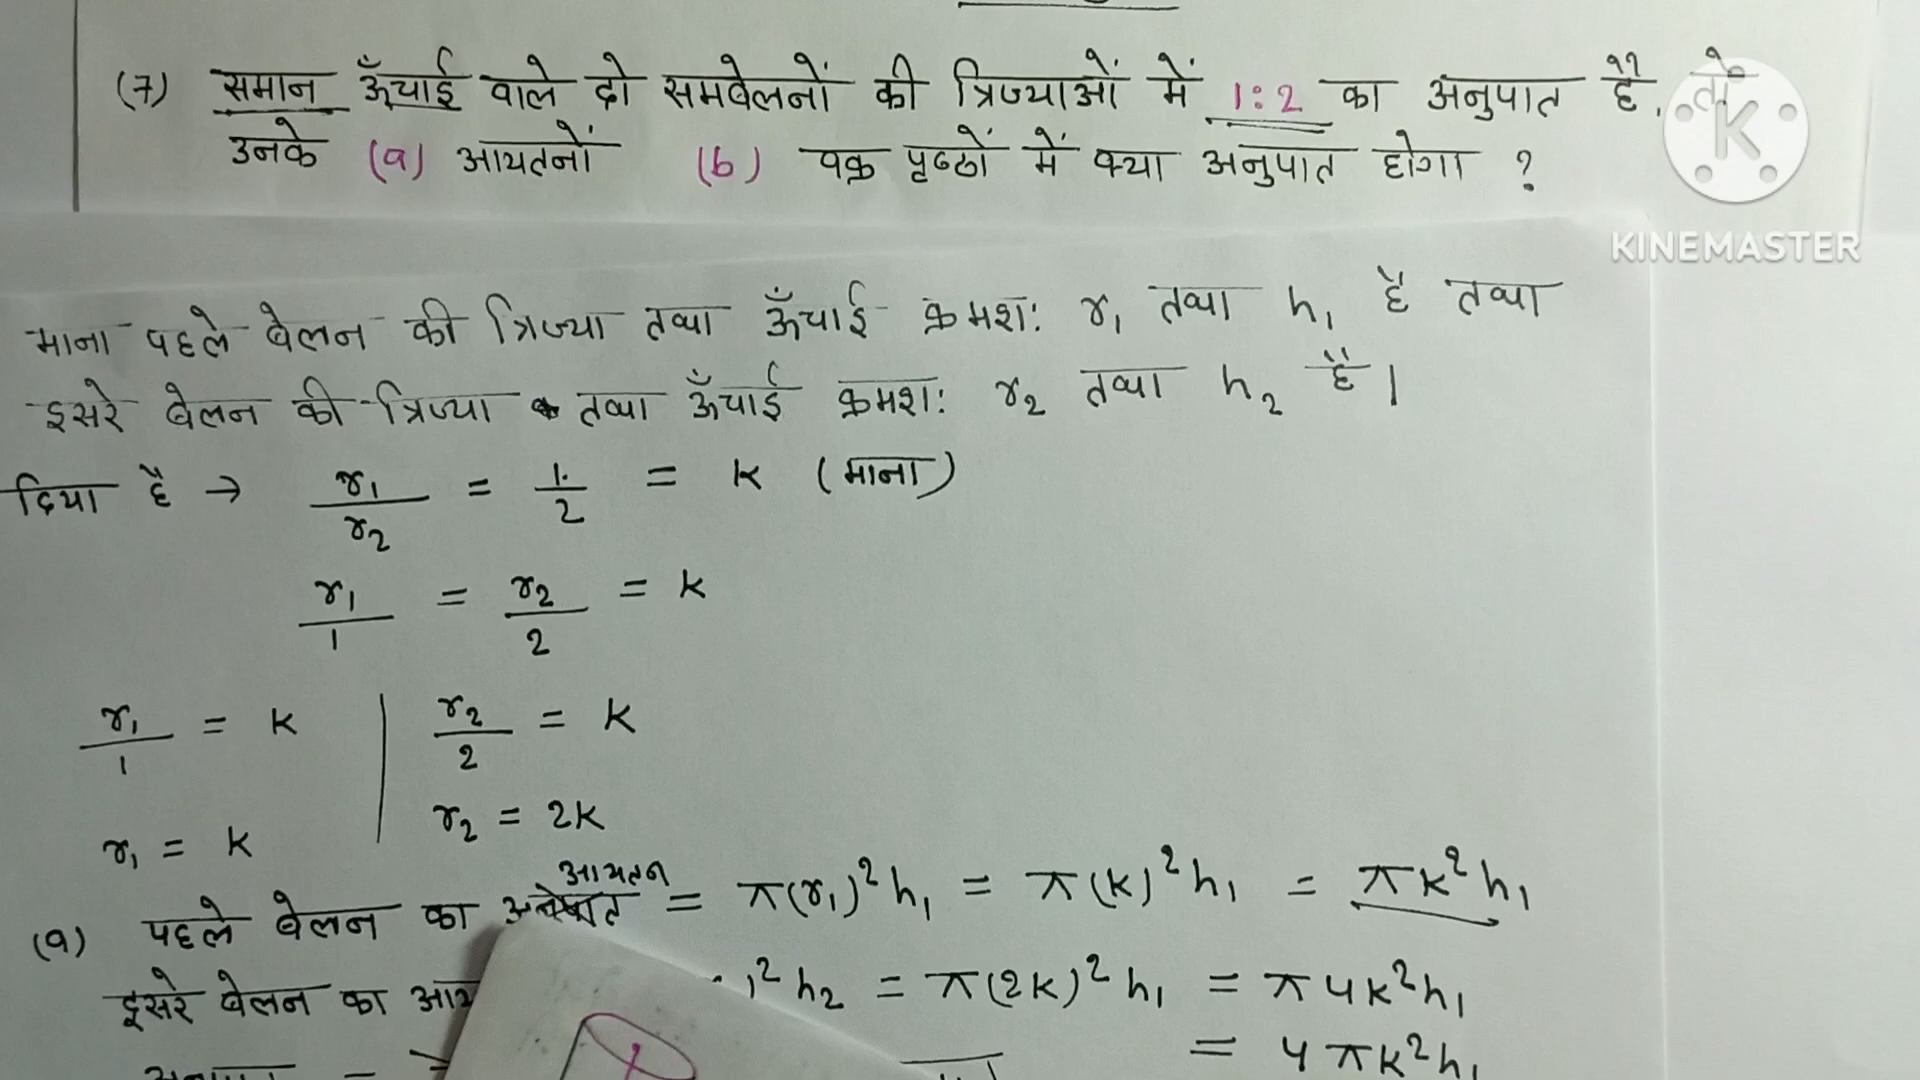 (7) समान ऊँचाई वाले दो समवेलनों की त्रिज्याओं में 1:2 का अनुपात है, तो
उनके (a) आयतनों (b) वक्र पृष्ठों में क्या अनुपात होगा ?
KINEMASTER
माना पहले बेलन की त्रिज्या तथा ऊँचाई क्रमश: r₁ तथा h₁ है तथा
दूसरे बेलन की त्रिज्या तथा ऊँचाई क्रमश: r₂ तथा h₂ है।
दिया है → r₁/r₂ = 1/2 = k (माना)
r₁/1 = r₂/2 = k
r₁/1 = k | r₂/2 = k
r₁ = k | r₂ = 2k
(a) पहले बेलन का आयतन = π(r₁)²h₁ = π(k)²h₁ = πk²h₁
दूसरे बेलन का )²h₂ = π(2k)²h₁ = π4k²h₁
= 4πk²h₁